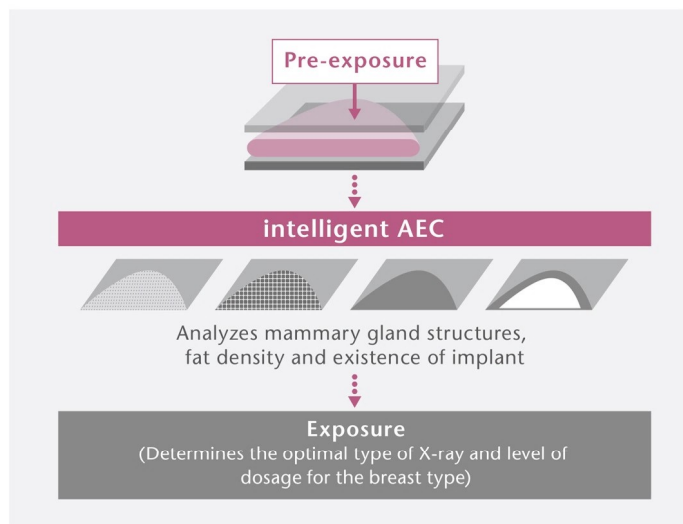 Pre-exposure
intelligent AEC
Analyzes mammary gland structures,
fat density and existence of implant
Exposure
(Determines the optimal type of X-ray and level of
dosage for the breast type)